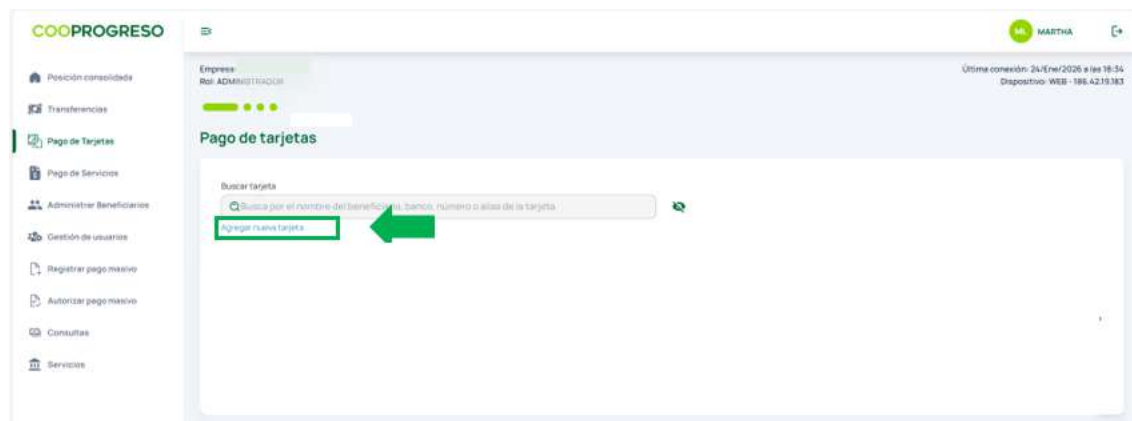 COOPROGRESO
ML
MARTHA
Posición consolidada
Transferencias
Pago de Tarjetas
Pago de Servicios
Administrar Beneficiarios
Gestión de usuarios
Registrar pago masivo
Autorizar pago masivo
Consultas
Servicios
Empresa:
Rol: ADMINISTRADOR
Última conexión: 24/Ene/2026 a las 18:34
Dispositivo: WEB - 186.42.19.183
Pago de tarjetas
Buscar tarjeta
Busca por el nombre del beneficiario, banco, número o alias de la tarjeta
Agregar nueva tarjeta